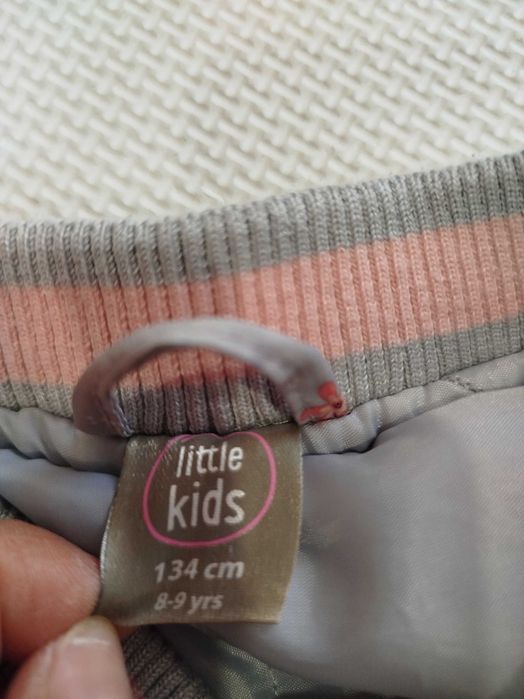 little
kids
134 cm
8-9 yrs